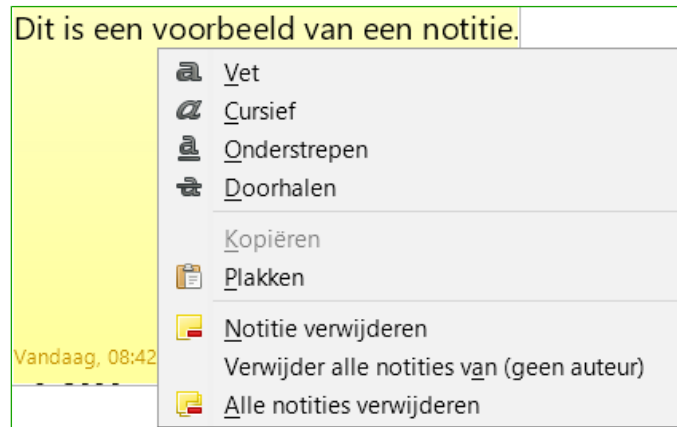 Dit is een voorbeeld van een notitie.
Vet
Cursief
Onderstrepen
Doorhalen
Kopiëren
Plakken
Notitie verwijderen
Vandaag, 08:42
Verwijder alle notities van (geen auteur)
Alle notities verwijderen